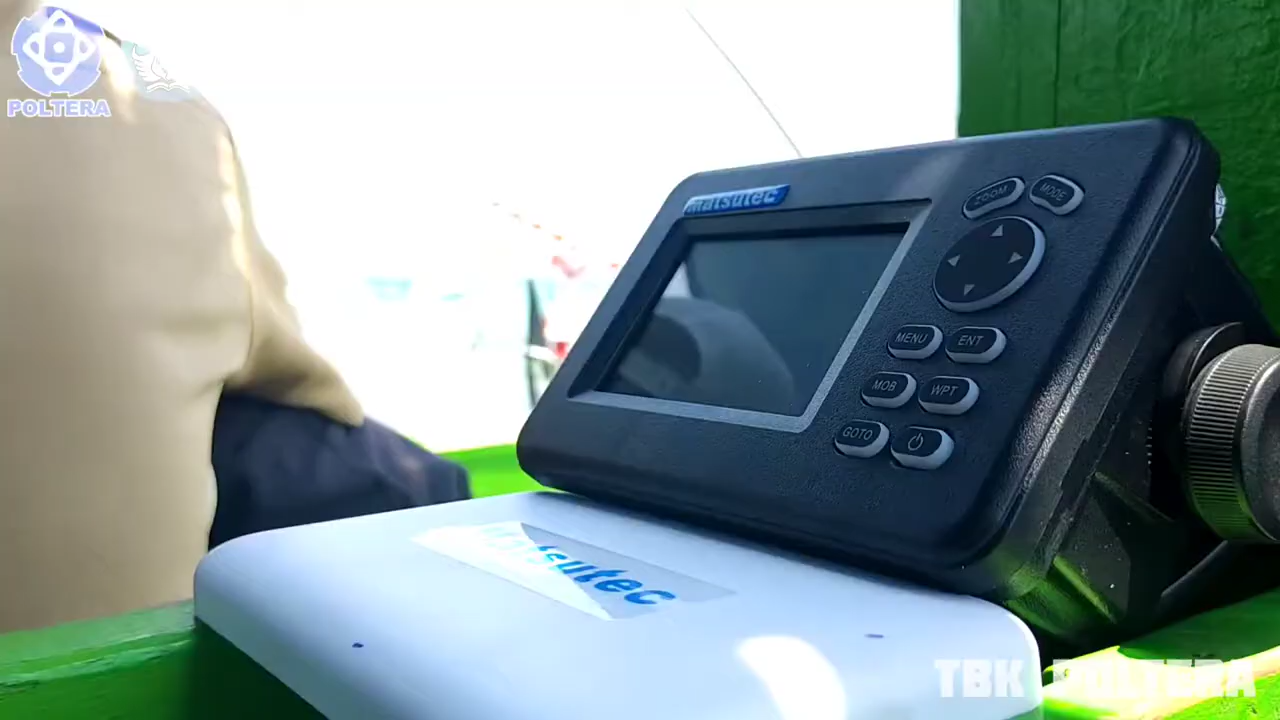 POLTERA
Matsutec
ZOOM MODE
MENU ENT
MOB WPT
GOTO
Matsutec
TBK POLTERA